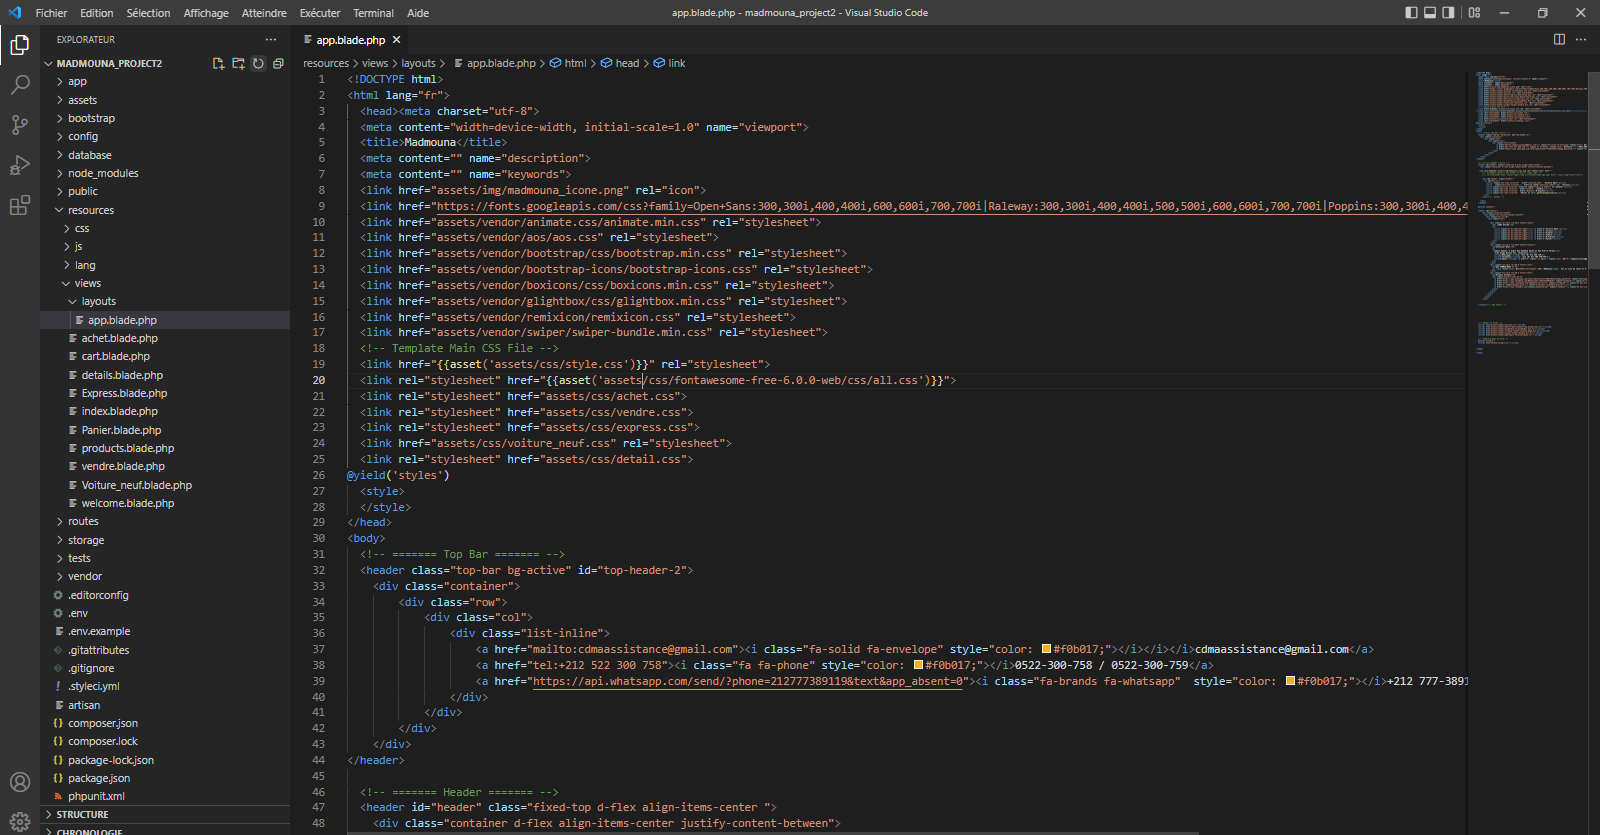 Fichier Edition Sélection Affichage Atteindre Exécuter Terminal Aide
app.blade.php - madmouna_project2 - Visual Studio Code
EXPLORATEUR
MADMOUNA_PROJECT2
app
assets
bootstrap
config
database
node_modules
public
resources
css
js
lang
views
layouts
app.blade.php
achet.blade.php
cart.blade.php
details.blade.php
Express.blade.php
index.blade.php
Panier.blade.php
products.blade.php
vendre.blade.php
Voiture_neuf.blade.php
welcome.blade.php
routes
storage
tests
vendor
.editorconfig
.env
.env.example
.gitattributes
.gitignore
.styleci.yml
artisan
composer.json
composer.lock
package-lock.json
package.json
phpunit.xml
STRUCTURE
CHRONOLOGIE
app.blade.php
resources > views > layouts > app.blade.php > html > head > link
1 <!DOCTYPE html>
2 <html lang="fr">
3 <head><meta charset="utf-8">
4 <meta content="width=device-width, initial-scale=1.0" name="viewport">
5 <title>Madmouna</title>
6 <meta content="" name="description">
7 <meta content="" name="keywords">
8 <link href="assets/img/madmouna_icone.png" rel="icon">
9 <link href="https://fonts.googleapis.com/css?family=Open+Sans:300,300i,400,400i,600,600i,700,700i|Raleway:300,300i,400,400i,500,500i,600,600i,700,700i|Poppins:300,300i,400,4
10 <link href="assets/vendor/animate.css/animate.min.css" rel="stylesheet">
11 <link href="assets/vendor/aos/aos.css" rel="stylesheet">
12 <link href="assets/vendor/bootstrap/css/bootstrap.min.css" rel="stylesheet">
13 <link href="assets/vendor/bootstrap-icons/bootstrap-icons.css" rel="stylesheet">
14 <link href="assets/vendor/boxicons/css/boxicons.min.css" rel="stylesheet">
15 <link href="assets/vendor/glightbox/css/glightbox.min.css" rel="stylesheet">
16 <link href="assets/vendor/remixicon/remixicon.css" rel="stylesheet">
17 <link href="assets/vendor/swiper/swiper-bundle.min.css" rel="stylesheet">
18 <!-- Template Main CSS File -->
19 <link href="{{asset('assets/css/style.css')}}" rel="stylesheet">
20 <link rel="stylesheet" href="{{asset('assets/css/fontawesome-free-6.0.0-web/css/all.css')}}">
21 <link rel="stylesheet" href="assets/css/achet.css">
22 <link rel="stylesheet" href="assets/css/vendre.css">
23 <link rel="stylesheet" href="assets/css/express.css">
24 <link href="assets/css/voiture_neuf.css" rel="stylesheet">
25 <link rel="stylesheet" href="assets/css/detail.css">
26 @yield('styles')
27 <style>
28 </style>
29 </head>
30 <body>
31 <!-- ======= Top Bar ======= -->
32 <header class="top-bar bg-active" id="top-header-2">
33 <div class="container">
34 <div class="row">
35 <div class="col">
36 <div class="list-inline">
37 <a href="mailto:cdmaassistance@gmail.com"><i class="fa-solid fa-envelope" style="color: #f0b017;"></i></i></i>cdmaassistance@gmail.com</a>
38 <a href="tel:+212 522 300 758"><i class="fa fa-phone" style="color: #f0b017;"></i>0522-300-758 / 0522-300-759</a>
39 <a href="https://api.whatsapp.com/send/?phone=212777389119&text&app_absent=0"><i class="fa-brands fa-whatsapp" style="color: #f0b017;"></i>+212 777-3891
40 </div>
41 </div>
42 </div>
43 </div>
44 </header>
45
46 <!-- ======= Header ======= -->
47 <header id="header" class="fixed-top d-flex align-items-center ">
48 <div class="container d-flex align-items-center justify-content-between">